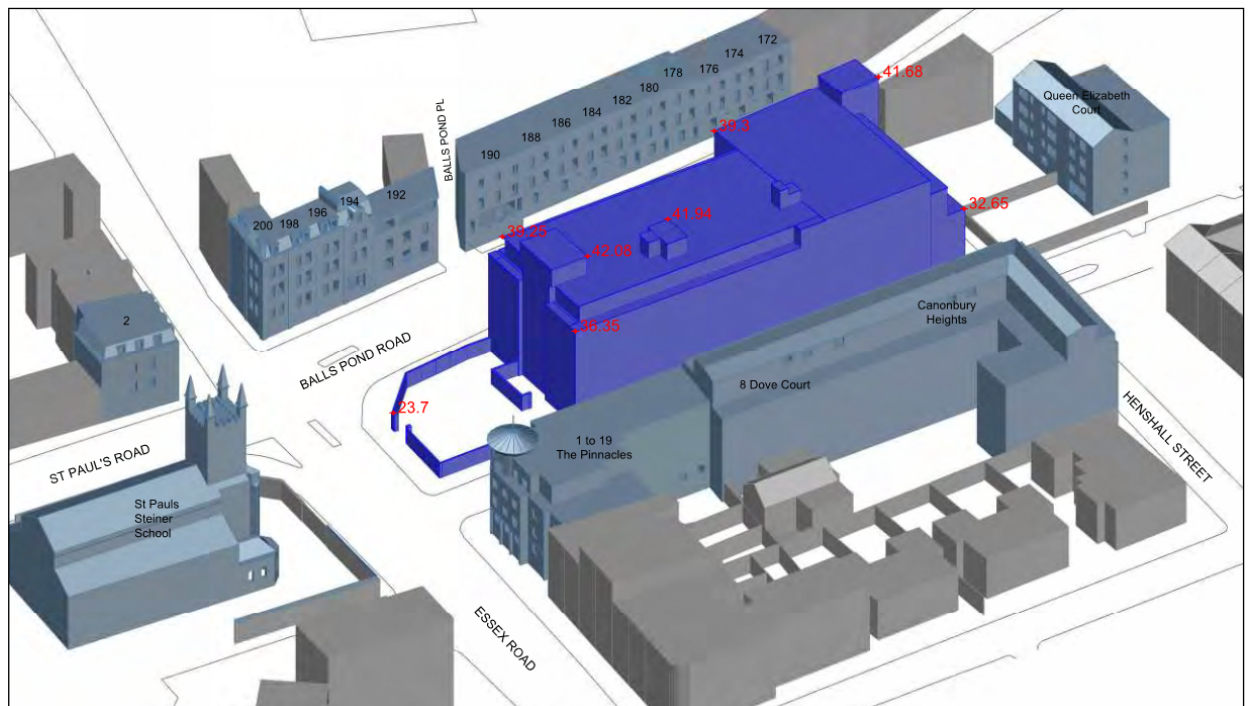 172
174
176
178
180
182
184
186
188
190
41.68
Queen Elizabeth
Court
BALLS POND PL
39.3
192
194
196
198
200
32.65
41.94
39.25
42.08
Canonbury
Heights
2
36.35
BALLS POND ROAD
8 Dove Court
23.7
HENSHALL STREET
1 to 19
The Pinnacles
ST PAUL'S ROAD
St Pauls
Steiner
School
ESSEX ROAD